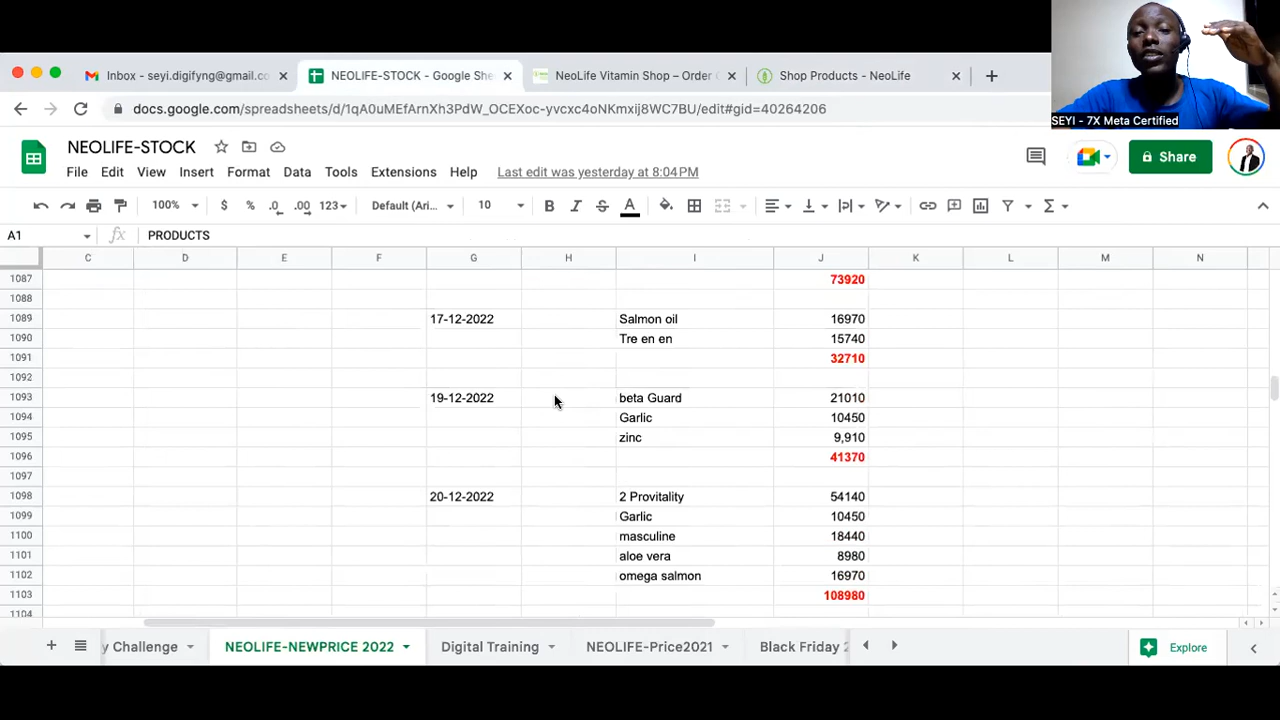 Inbox - seyi.digifyng@gmail.co
NEOLIFE-STOCK - Google She
NeoLife Vitamin Shop – Order
Shop Products - NeoLife
SEYI - 7X Meta Certified
docs.google.com/spreadsheets/d/1qA0uMEfArnXh3PdW_OCEXoc-yvcxc4oNKmxij8WC7BU/edit#gid=40264206
NEOLIFE-STOCK
Share
File Edit View Insert Format Data Tools Extensions Help Last edit was yesterday at 8:04 PM
100% $ % .0 .00 123 Default (Ari... 10 B I S A
A1 fx PRODUCTS
C D E F G H I J K L M N
1087 73920
1088
1089 17-12-2022 Salmon oil 16970
1090 Tre en en 15740
1091 32710
1092
1093 19-12-2022 beta Guard 21010
1094 Garlic 10450
1095 zinc 9,910
1096 41370
1097
1098 20-12-2022 2 Provitality 54140
1099 Garlic 10450
1100 masculine 18440
1101 aloe vera 8980
1102 omega salmon 16970
1103 108980
1104
y Challenge NEOLIFE-NEWPRICE 2022 Digital Training NEOLIFE-Price2021 Black Friday Explore